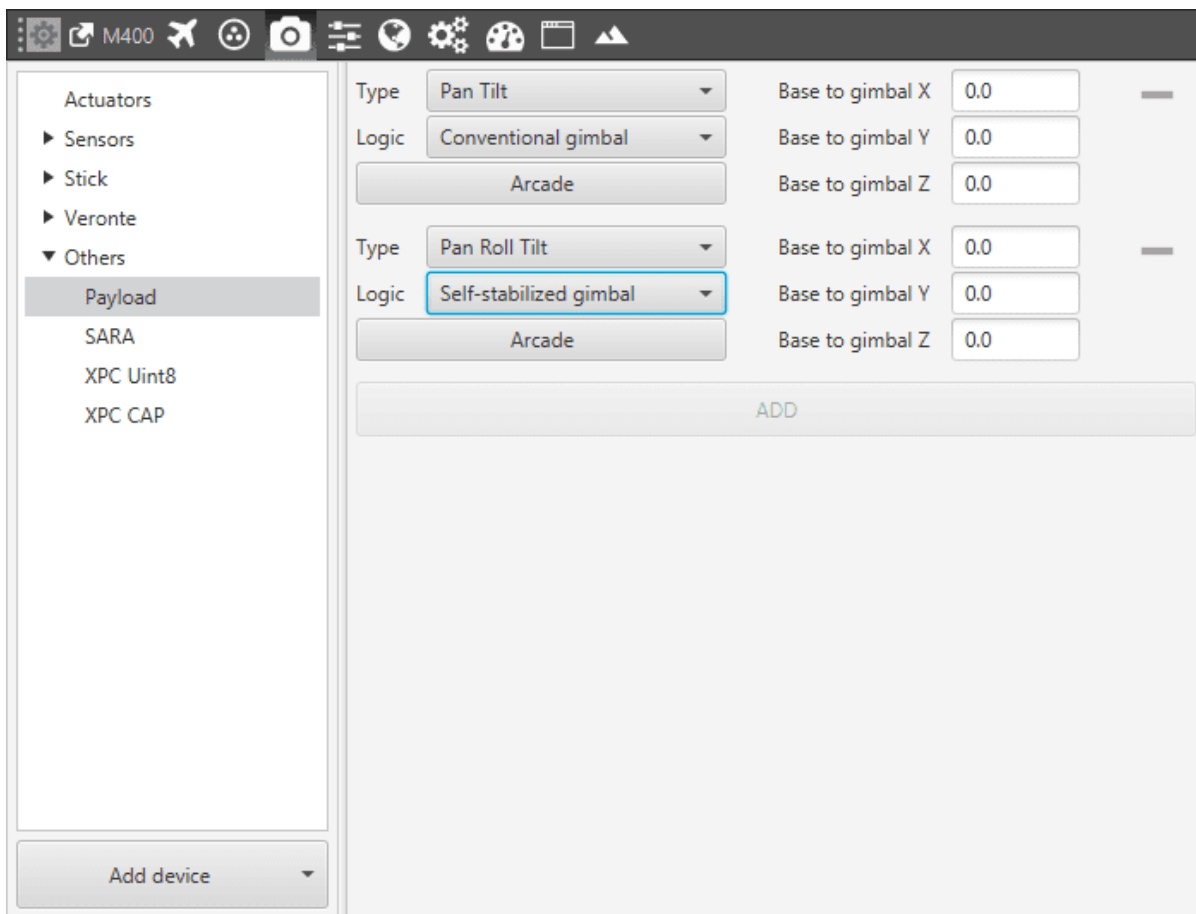 M400
Actuators
Sensors
Stick
Veronte
Others
Payload
SARA
XPC Uint8
XPC CAP
Add device
Type Pan Tilt Base to gimbal X 0.0
Logic Conventional gimbal Base to gimbal Y 0.0
Arcade Base to gimbal Z 0.0
Type Pan Roll Tilt Base to gimbal X 0.0
Logic Self-stabilized gimbal Base to gimbal Y 0.0
Arcade Base to gimbal Z 0.0
ADD